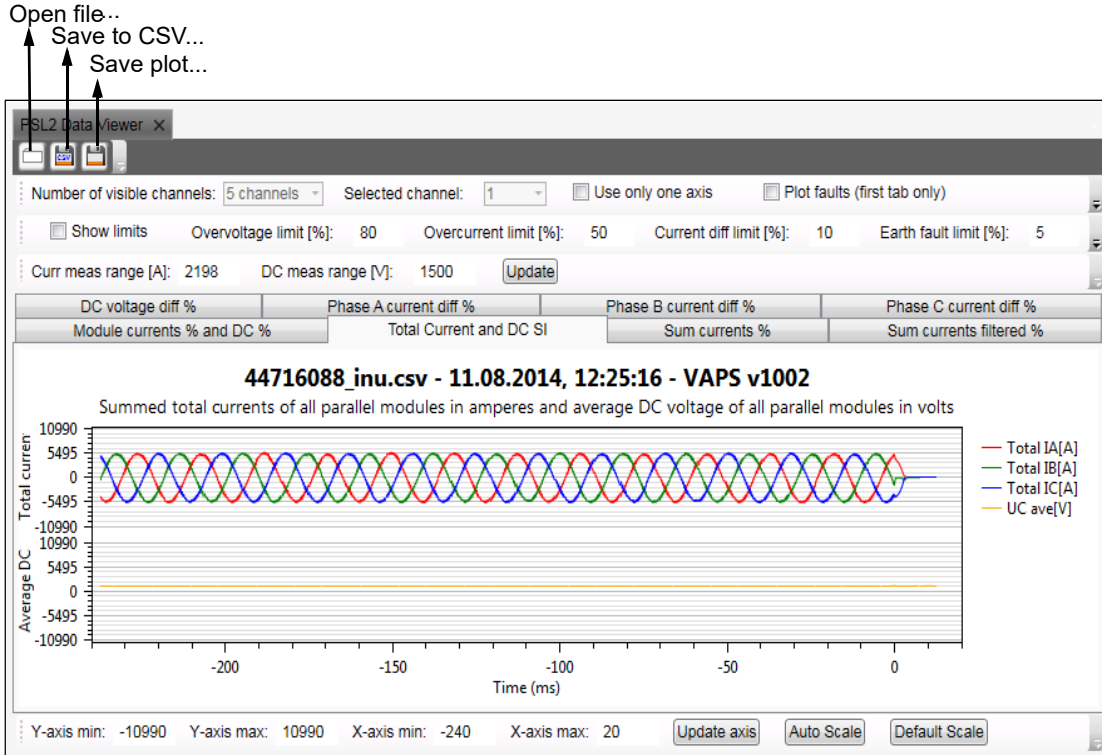 Open file...
Save to CSV...
Save plot...
PSL2 Data Viewer ×
CSV
Number of visible channels: 5 channels Selected channel: 1 Use only one axis Plot faults (first tab only)
Show limits Overvoltage limit [%]: 80 Overcurrent limit [%]: 50 Current diff limit [%]: 10 Earth fault limit [%]: 5
Curr meas range [A]: 2198 DC meas range [V]: 1500 Update
DC voltage diff % Phase A current diff % Phase B current diff % Phase C current diff %
Module currents % and DC % Total Current and DC SI Sum currents % Sum currents filtered %
44716088_inu.csv - 11.08.2014, 12:25:16 - VAPS v1002
Summed total currents of all parallel modules in amperes and average DC voltage of all parallel modules in volts
Total curren
10990
5495
0
-5495
-10990
Average DC
10990
5495
0
-5495
-10990
Total IA[A]
Total IB[A]
Total IC[A]
UC ave[V]
-200 -150 -100 -50 0
Time (ms)
Y-axis min: -10990 Y-axis max: 10990 X-axis min: -240 X-axis max: 20 Update axis Auto Scale Default Scale